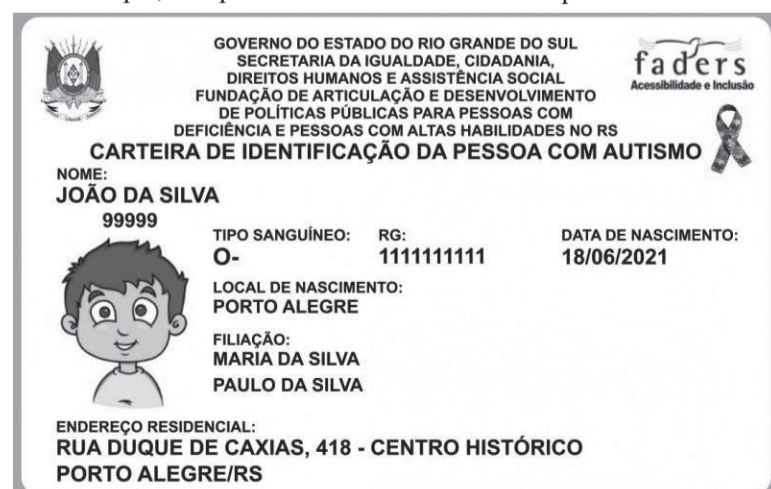 GOVERNO DO ESTADO DO RIO GRANDE DO SUL
SECRETARIA DA IGUALDADE, CIDADANIA,
DIREITOS HUMANOS E ASSISTÊNCIA SOCIAL
FUNDAÇÃO DE ARTICULAÇÃO E DESENVOLVIMENTO
DE POLÍTICAS PÚBLICAS PARA PESSOAS COM
DEFICIÊNCIA E PESSOAS COM ALTAS HABILIDADES NO RS
faders
Acessibilidade e Inclusão
CARTEIRA DE IDENTIFICAÇÃO DA PESSOA COM AUTISMO
NOME:
JOÃO DA SILVA
99999
TIPO SANGUÍNEO: RG: DATA DE NASCIMENTO:
O- 1111111111 18/06/2021
LOCAL DE NASCIMENTO:
PORTO ALEGRE
FILIAÇÃO:
MARIA DA SILVA
PAULO DA SILVA
ENDEREÇO RESIDENCIAL:
RUA DUQUE DE CAXIAS, 418 - CENTRO HISTÓRICO
PORTO ALEGRE/RS